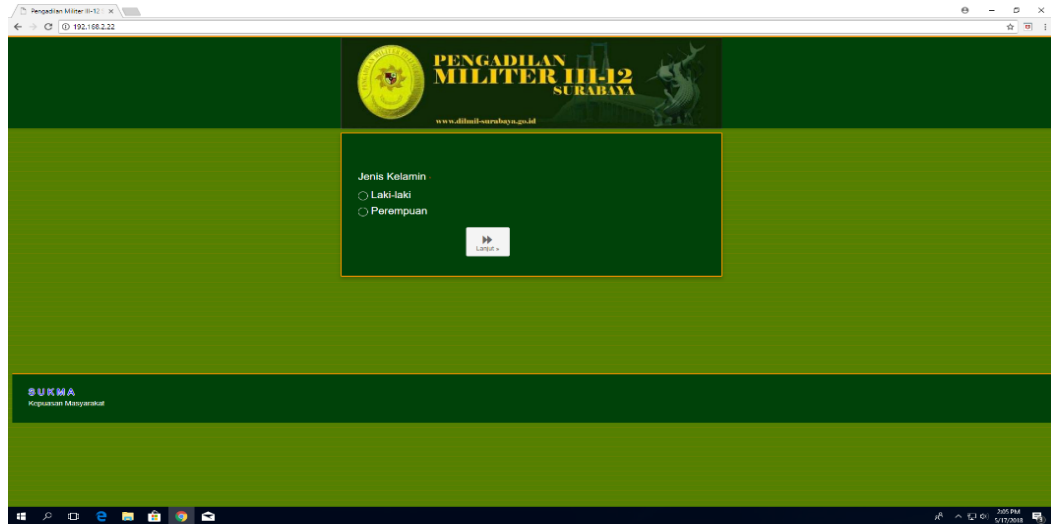 Pengadilan Militer III-12
192.168.2.22
PENGADILAN
MILITER III-12
SURABAYA
www.dilmil-surabaya.go.id
Jenis Kelamin
Laki-laki
Perempuan
Lanjut »
SUKMA
Kepuasan Masyarakat
2:05 PM
5/17/2018